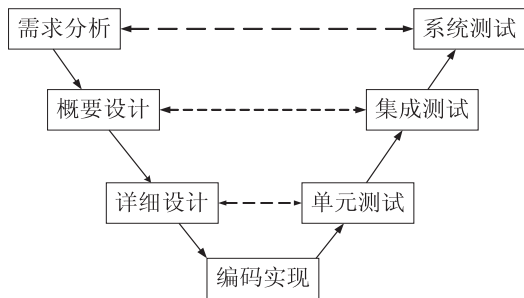 需求分析
系统测试
概要设计
集成测试
详细设计
单元测试
编码实现